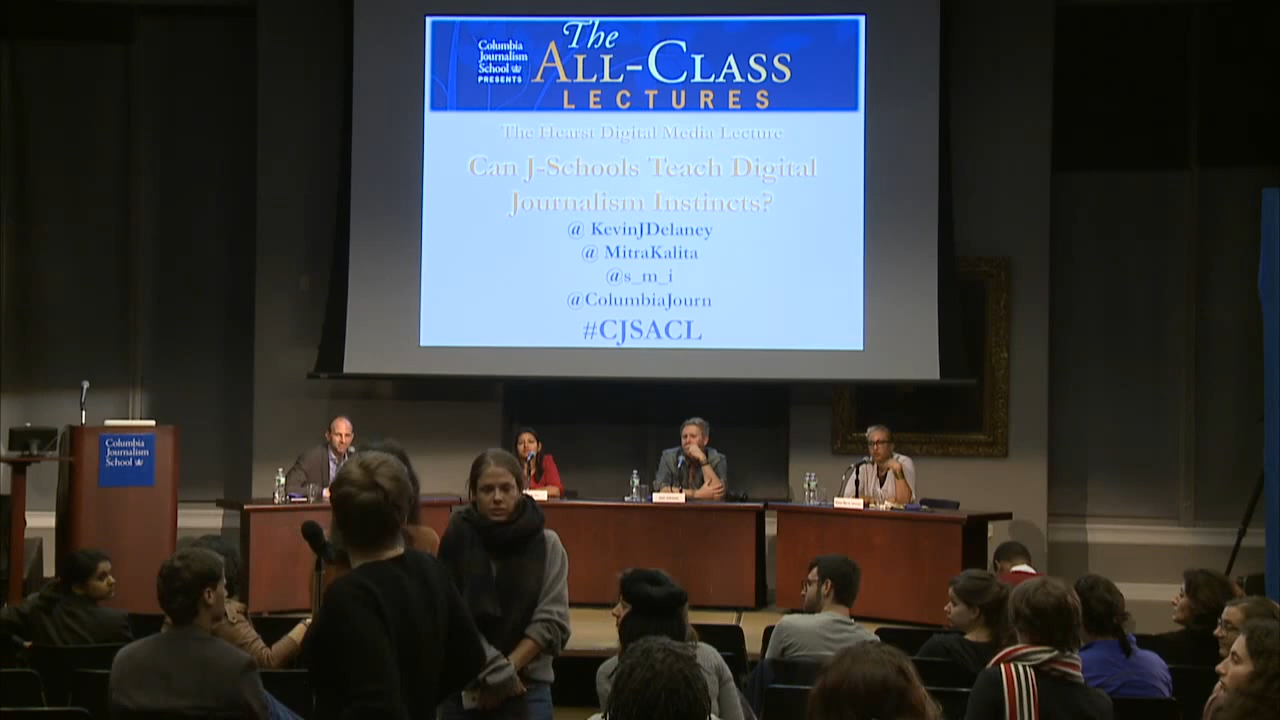 Columbia
Journalism
School
PRESENTS
The
ALL-CLASS
LECTURES
The Hearst Digital Media Lecture
Can J-Schools Teach Digital
Journalism Instincts?
@ KevinJDelaney
@ MitraKalita
@s_m_i
@ColumbiaJourn
#CJSACL
Columbia
Journalism
School